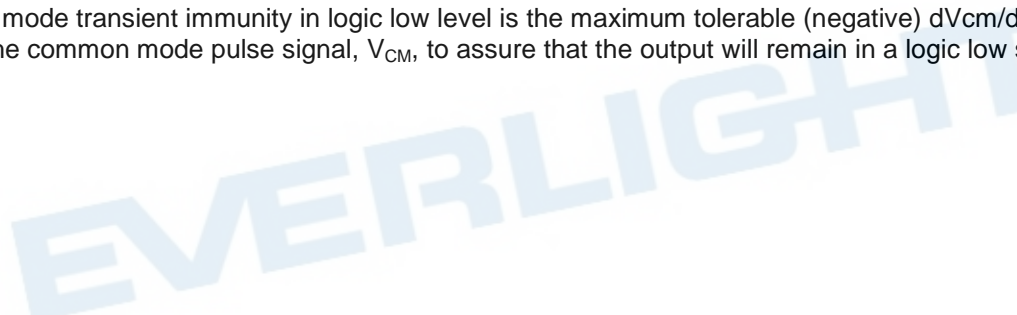 mode transient immunity in logic low level is the maximum tolerable (negative) dVcm/d
he common mode pulse signal, VCM, to assure that the output will remain in a logic low
EVERLIGHT